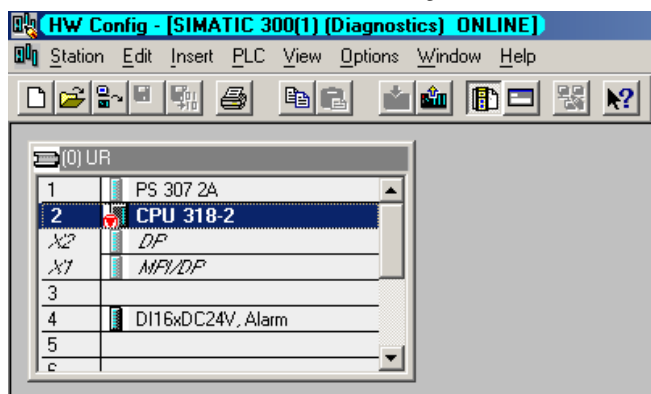 HW Config - [SIMATIC 300(1) (Diagnostics) ONLINE]
Station Edit Insert PLC View Options Window Help
(0) UR
1 PS 307 2A
2 CPU 318-2
X2 DP
X1 MPI/DP
3
4 DI16xDC24V, Alarm
5